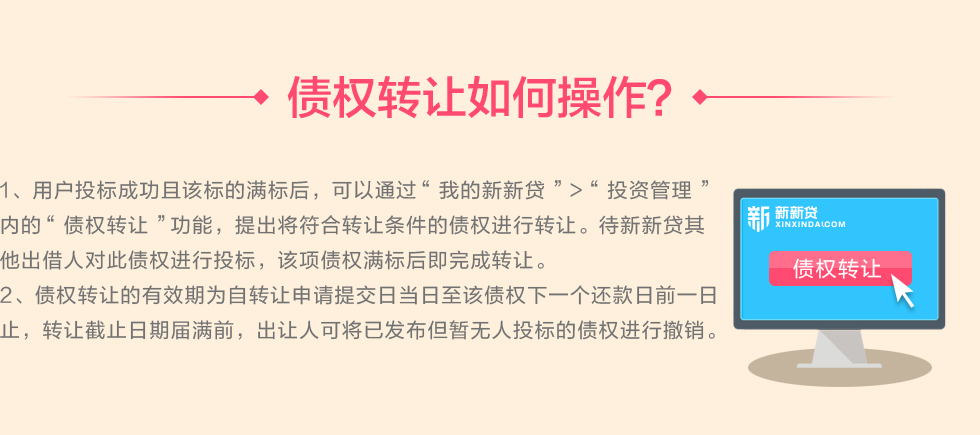 债权转让如何操作?
1、用户投标成功且该标的满标后，可以通过“我的新新贷”>“投资管理”
内的“债权转让”功能，提出将符合转让条件的债权进行转让。待新新贷其
他出借人对此债权进行投标，该项债权满标后即完成转让。
2、债权转让的有效期为自转让申请提交日当日至该债权下一个还款日前一日
止，转让截止日期届满前，出让人可将已发布但暂无人投标的债权进行撤销。
新 新新贷
XINXINDAI.COM
债权转让